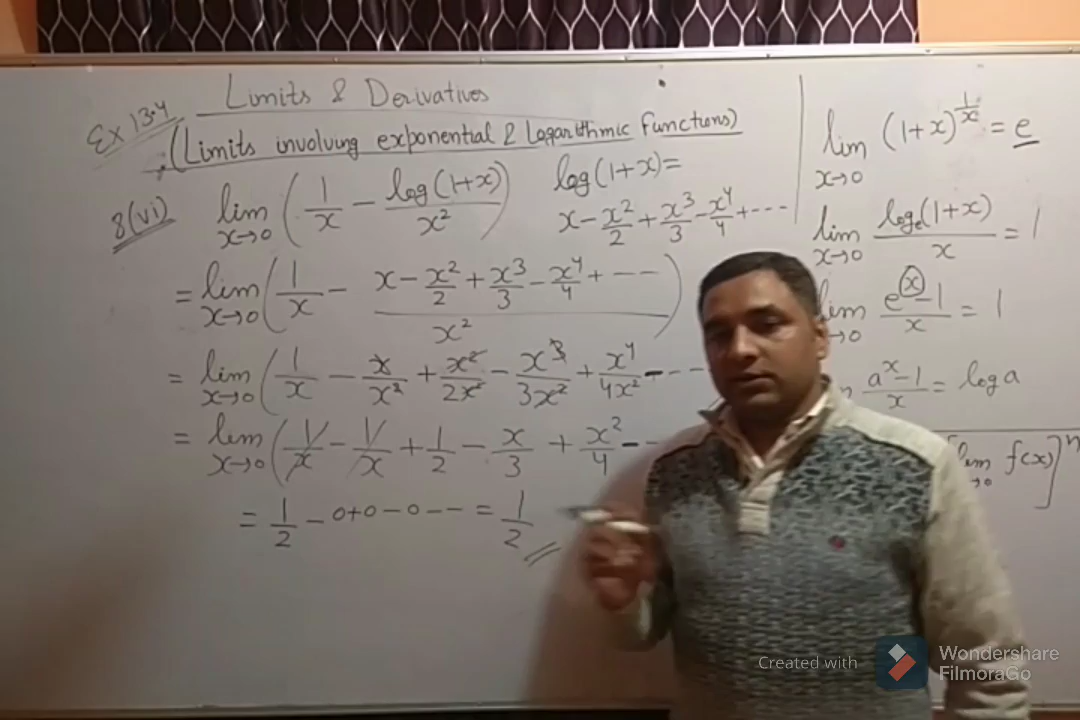 Ex 13.4
Limits & Derivatives
(Limits involving exponential & Logarithmic Functions)
8(vi) lim x→0 (1/x − log(1+x)/x²)
log(1+x)=
x − x²/2 + x³/3 − x⁴/4 + ---
= lim x→0 (1/x − (x − x²/2 + x³/3 − x⁴/4 + ---)/x²)
= lim x→0 (1/x − x/x² + x²/2x² − x³/3x² + x⁴/4x² − ---
= lim x→0 (1/x − 1/x + 1/2 − x/3 + x²/4 − --
= 1/2 − 0+0−0--- = 1/2
lim x→0 (1+x)^(1/x) = e
lim x→0 logₑ(1+x)/x = 1
lim x→0 (e^x − 1)/x = 1
(a^x − 1)/x = log a
[lim →0 f(x)]^n
Created with
Wondershare
FilmoraGo